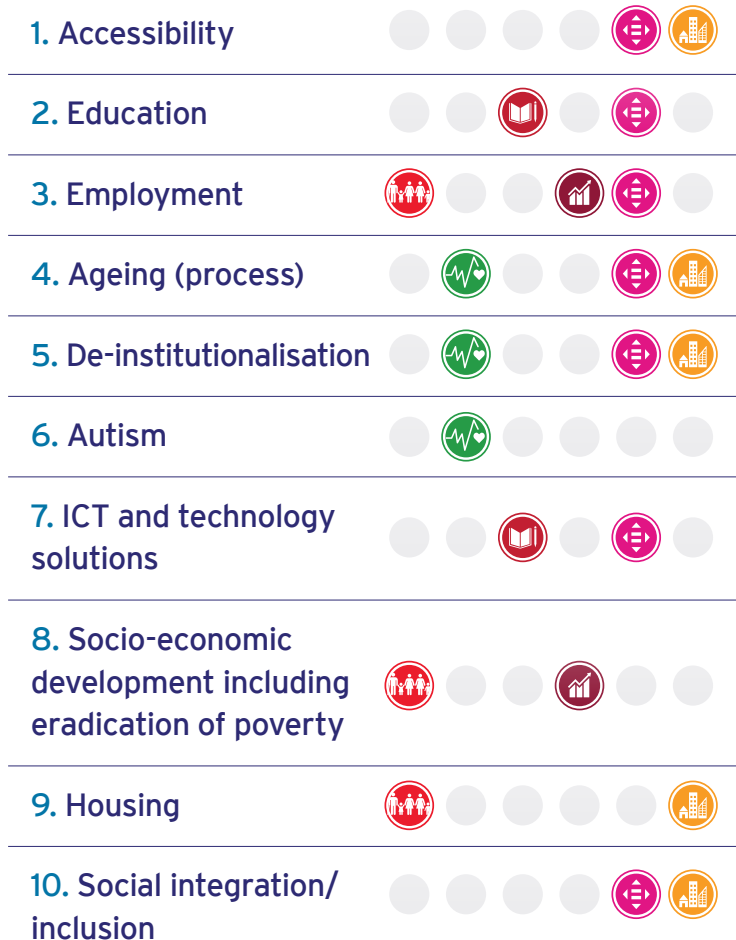 1. Accessibility
2. Education
3. Employment
4. Ageing (process)
5. De-institutionalisation
6. Autism
7. ICT and technology
solutions
8. Socio-economic
development including
eradication of poverty
9. Housing
10. Social integration/
inclusion